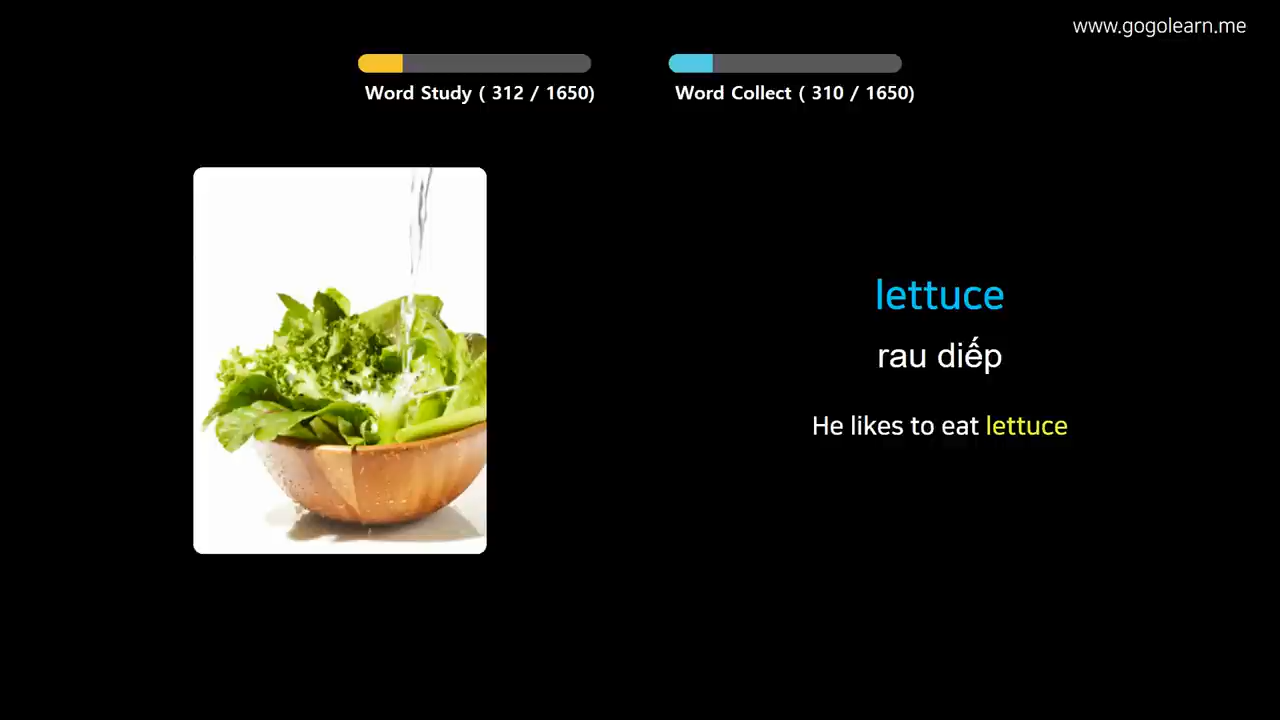 www.gogolearn.me
Word Study ( 312 / 1650)
Word Collect ( 310 / 1650)
lettuce
rau diếp
He likes to eat lettuce